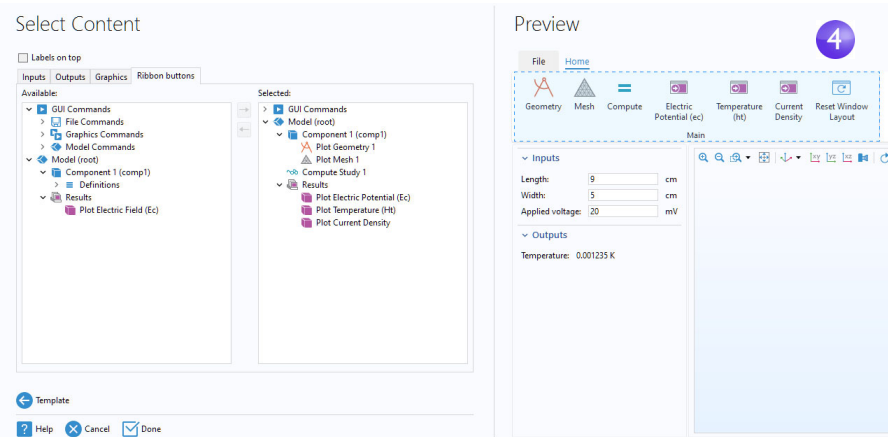 Select Content
Labels on top
Inputs Outputs Graphics Ribbon buttons
Available:
GUI Commands
File Commands
Graphics Commands
Model Commands
Model (root)
Component 1 (comp1)
Definitions
Results
Plot Electric Field (Ec)
Selected:
GUI Commands
Model (root)
Component 1 (comp1)
Plot Geometry 1
Plot Mesh 1
Compute Study 1
Results
Plot Electric Potential (Ec)
Plot Temperature (Ht)
Plot Current Density
Template
Help Cancel Done
Preview
4
File Home
Geometry Mesh Compute Electric Temperature Current Reset Window
Potential (ec) (ht) Density Layout
Main
Inputs
Length: 9 cm
Width: 5 cm
Applied voltage: 20 mV
Outputs
Temperature: 0.001235 K
xy yz xz